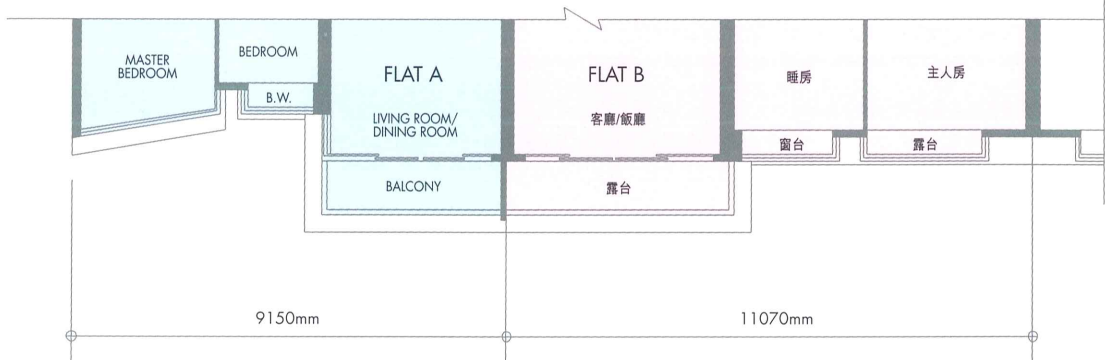 MASTER
BEDROOM
BEDROOM
B.W.
FLAT A
LIVING ROOM/
DINING ROOM
BALCONY
FLAT B
客廳/飯廳
露台
睡房
窗台
主人房
露台
9150mm
11070mm